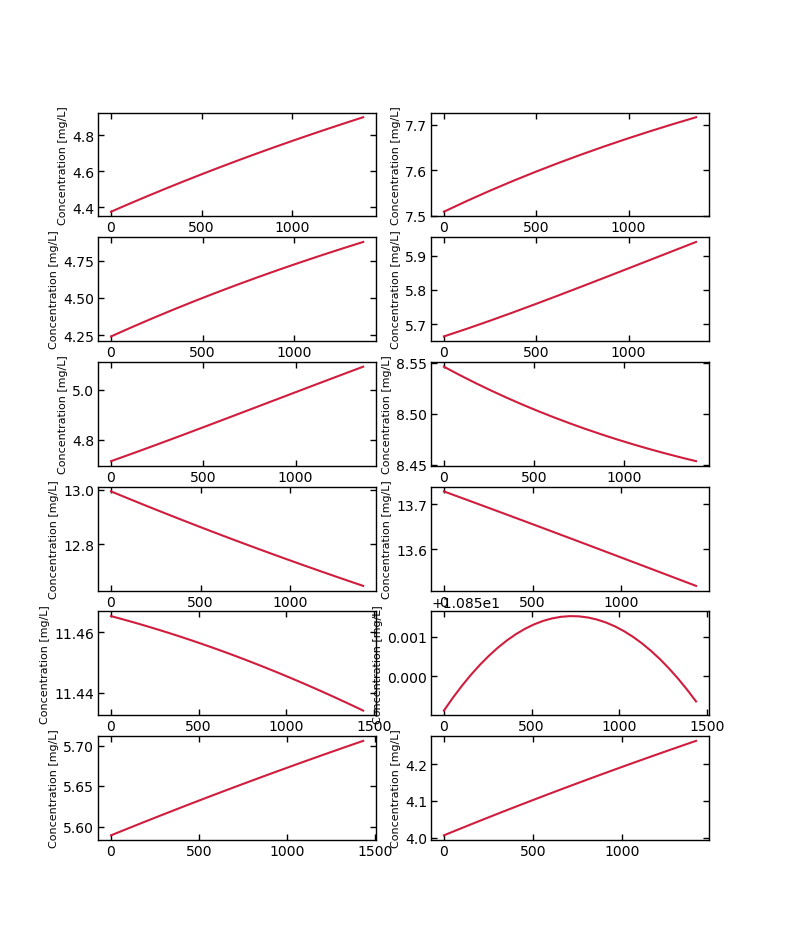 Concentration [mg/L] 4.8 4.6 4.4 0 500 1000
Concentration [mg/L] 7.7 7.6 7.5 0 500 1000
Concentration [mg/L] 4.75 4.50 4.25 0 500 1000
Concentration [mg/L] 5.9 5.8 5.7 0 500 1000
Concentration [mg/L] 5.0 4.8 0 500 1000
Concentration [mg/L] 8.55 8.50 8.45 0 500 1000
Concentration [mg/L] 13.0 12.8 0 500 1000
Concentration [mg/L] 13.7 13.6 0 500 1000
Concentration [mg/L] 11.46 11.44 0 500 1000 1500
Concentration [mg/L] +1.085e1 0.001 0.000 0 500 1000 1500
Concentration [mg/L] 5.70 5.65 5.60 0 500 1000 1500
Concentration [mg/L] 4.2 4.1 4.0 0 500 1000